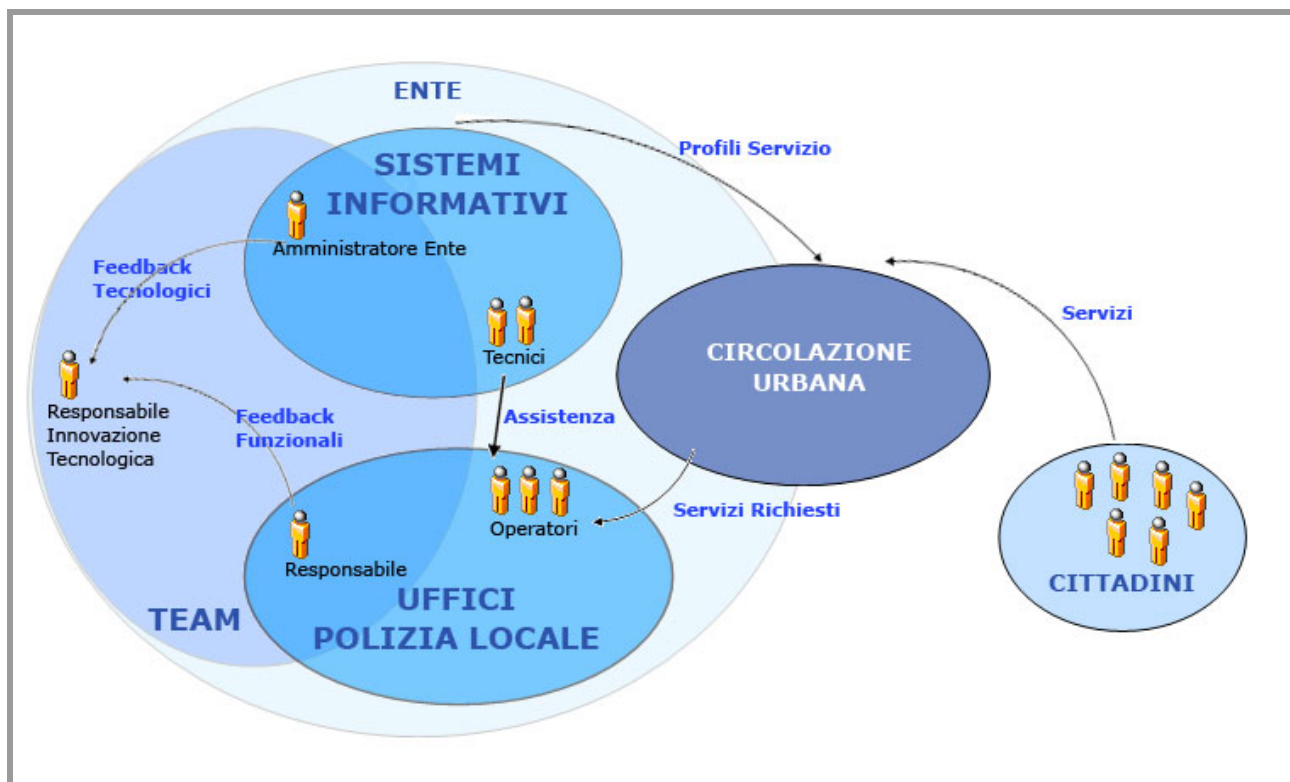 ENTE
Profili Servizio
SISTEMI
INFORMATIVI
Amministratore Ente
Feedback
Tecnologici
Servizi
Tecnici
CIRCOLAZIONE
URBANA
Responsabile
Innovazione
Tecnologica
Feedback
Funzionali
Assistenza
Operatori
Servizi Richiesti
Responsabile
CITTADINI
TEAM
UFFICI
POLIZIA LOCALE